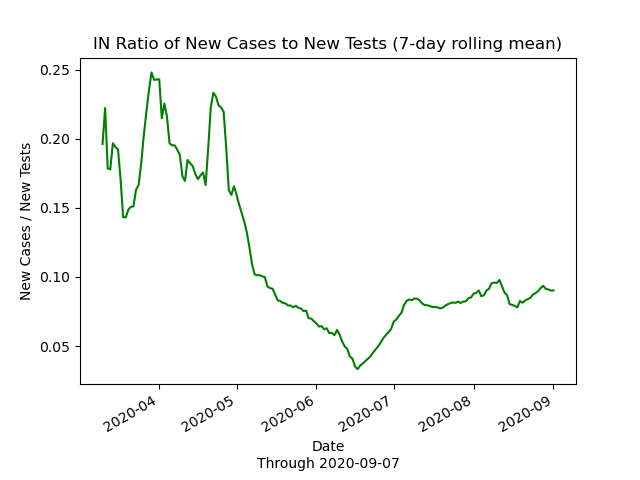 IN Ratio of New Cases to New Tests (7-day rolling mean)
New Cases / New Tests
0.25
0.20
0.15
0.10
0.05
2020-04
2020-05
2020-06
2020-07
2020-08
2020-09
Date
Through 2020-09-07